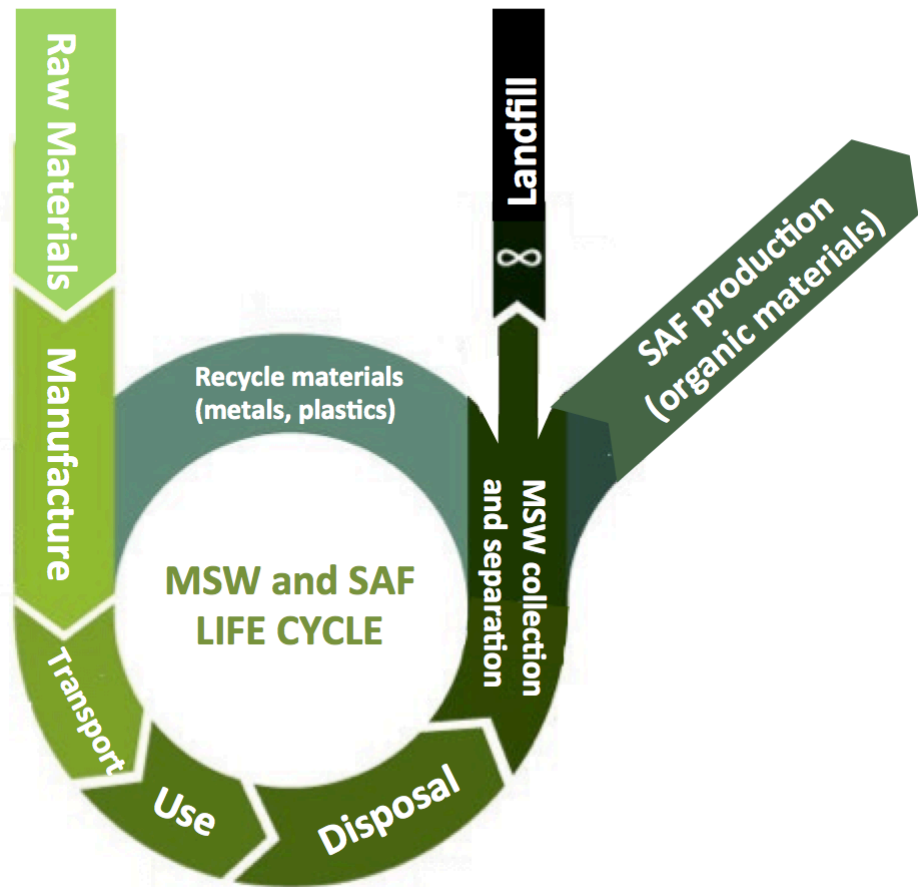 Raw Materials
Manufacture
Transport
Use
Disposal
MSW collection
and separation
Recycle materials
(metals, plastics)
Landfill
∞
SAF production
(organic materials)
MSW and SAF
LIFE CYCLE